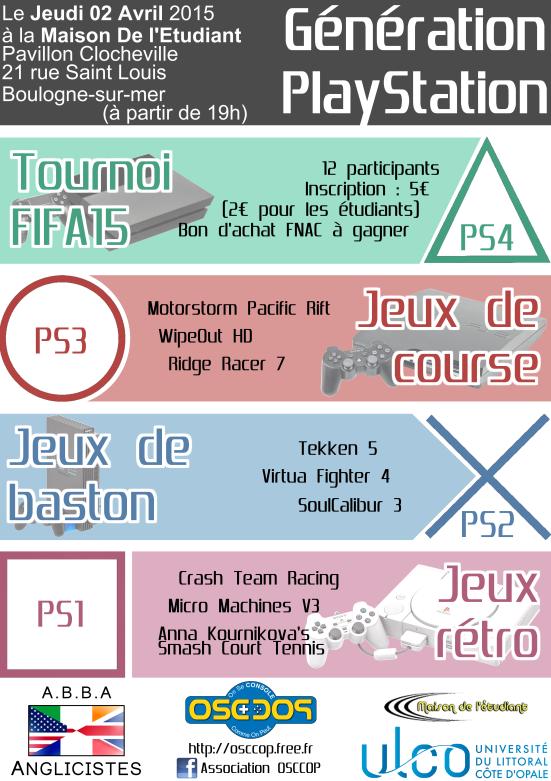 Le Jeudi 02 Avril 2015
à la Maison De l'Etudiant
Pavillon Clocheville
21 rue Saint Louis
Boulogne-sur-mer
(à partir de 19h)
Génération
PlayStation
Tournoi
FIFA15
12 participants
Inscription : 5€
(2€ pour les étudiants)
Bon d'achat FNAC à gagner
PS4
PS3
Motorstorm Pacific Rift
WipeOut HD
Ridge Racer 7
Jeux de
course
Jeux de
baston
Tekken 5
Virtua Fighter 4
SoulCalibur 3
PS2
PS1
Crash Team Racing
Micro Machines V3
Anna Kournikova's
Smash Court Tennis
Jeux
rétro
A.B.B.A
ANGLICISTES
On Se CONSOLE
OSCCOP
Comme On Peut
http://osccop.free.fr
f Association OSCCOP
Maison de l'étudiant
ulco
UNIVERSITÉ
DU LITTORAL
CÔTE D'OPALE